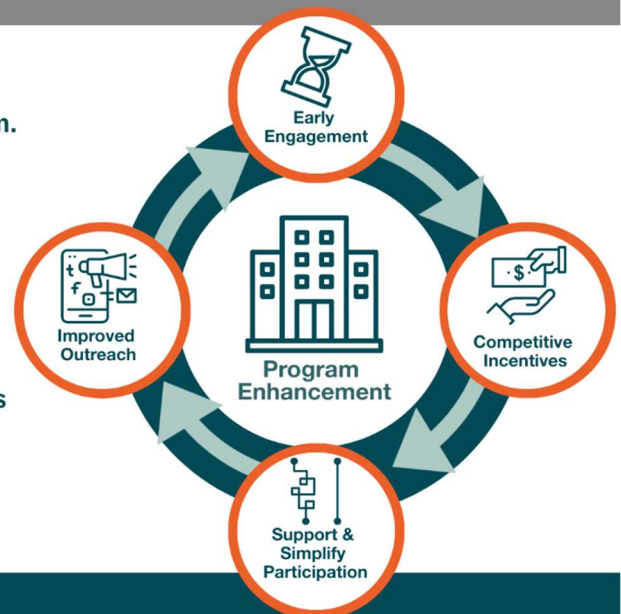 n.
s
Early
Engagement
t
f
Improved
Outreach
$
Competitive
Incentives
Program
Enhancement
Support &
Simplify
Participation